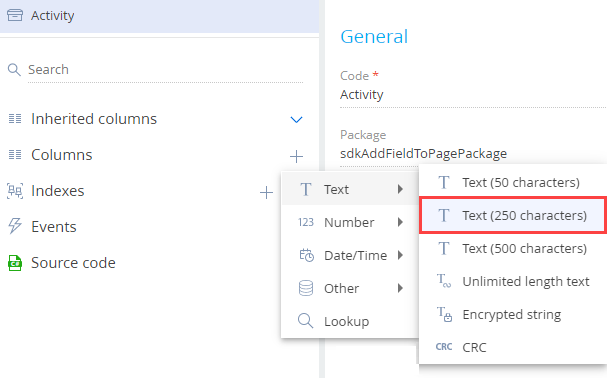 Activity
Search
Inherited columns
Columns
Indexes
Events
C#
Source code
General
Code *
Activity
Package
sdkAddFieldToPagePackage
T Text
123 Number
Date/Time
Other
Lookup
T Text (50 characters)
T Text (250 characters)
T Text (500 characters)
T∞ Unlimited length text
T Encrypted string
CRC CRC